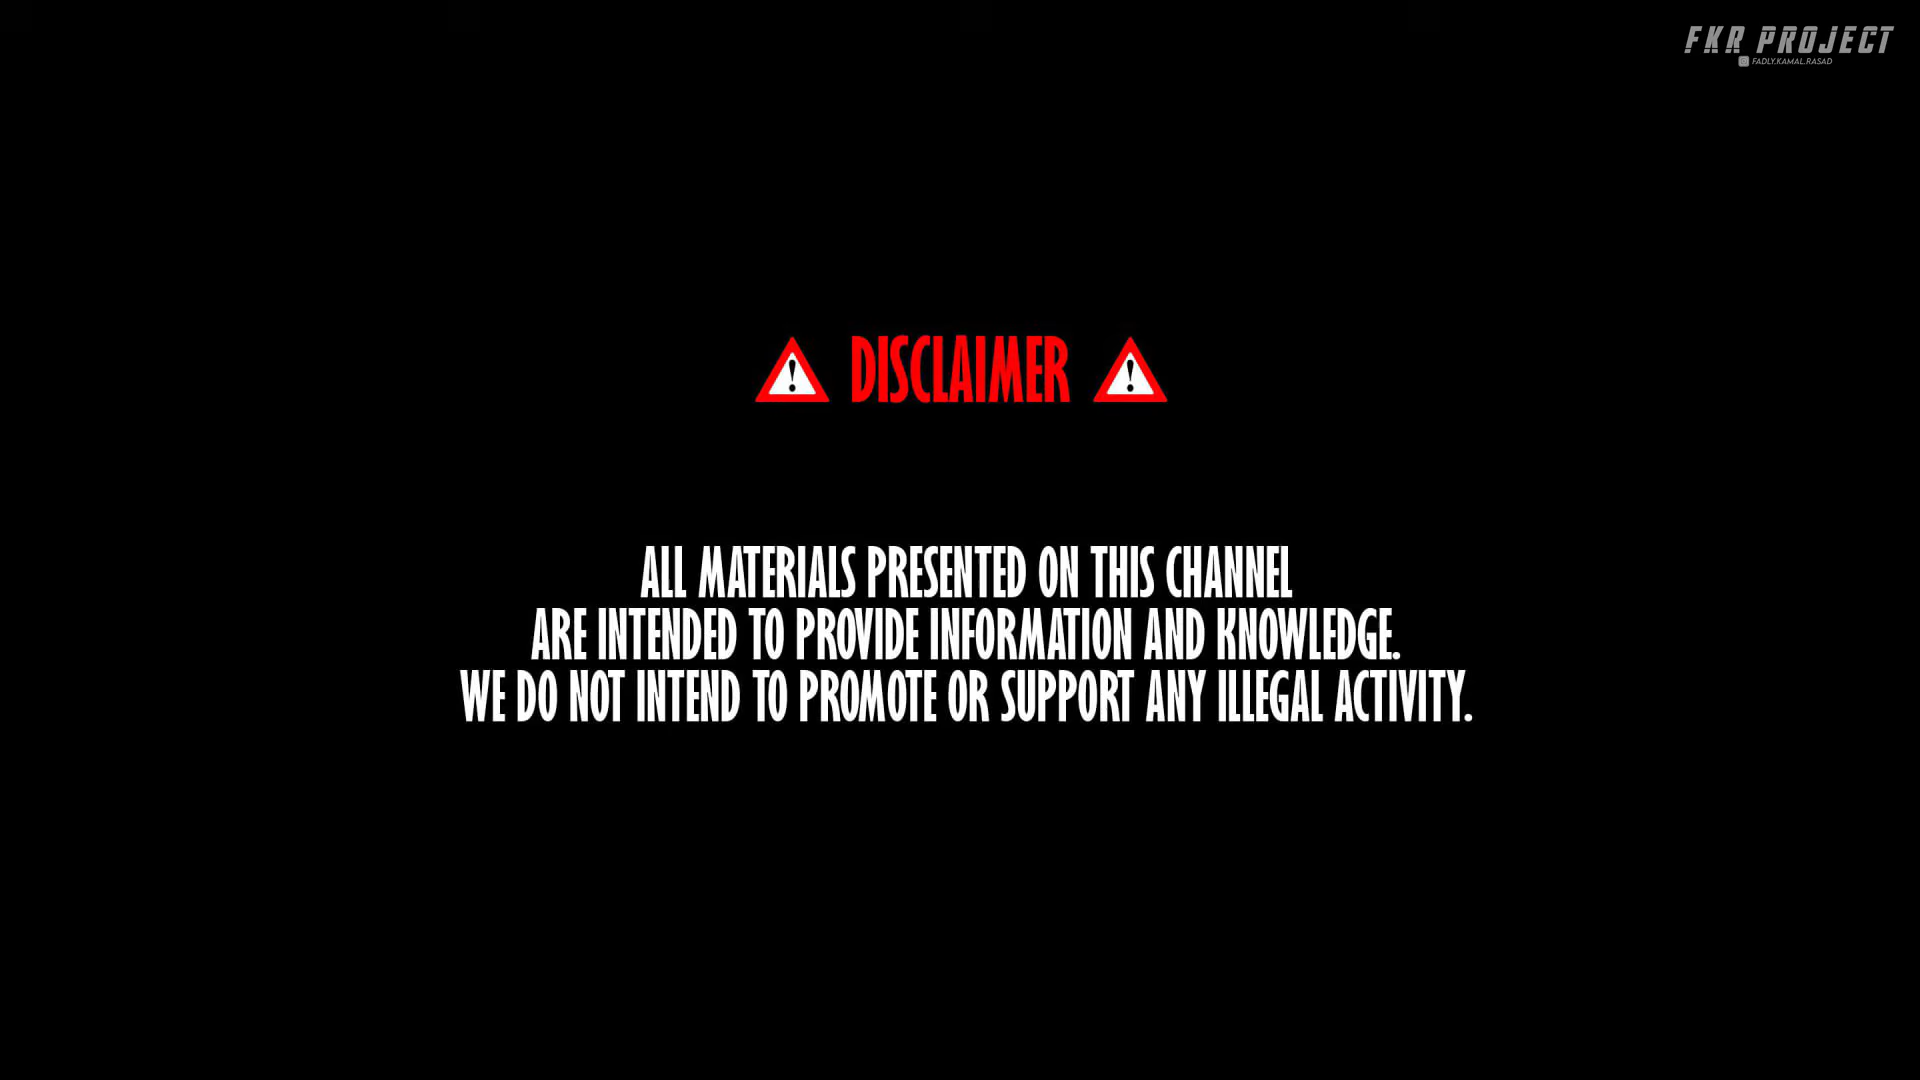 FKR PROJECT
FADLY.KAMAL.RASAD
DISCLAIMER
ALL MATERIALS PRESENTED ON THIS CHANNEL
ARE INTENDED TO PROVIDE INFORMATION AND KNOWLEDGE.
WE DO NOT INTEND TO PROMOTE OR SUPPORT ANY ILLEGAL ACTIVITY.